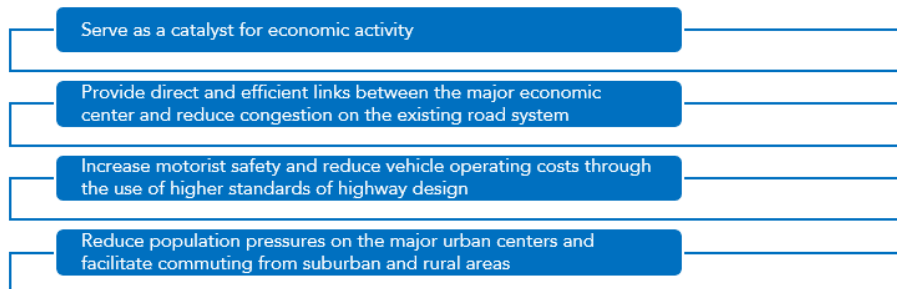 Serve as a catalyst for economic activity
Provide direct and efficient links between the major economic
center and reduce congestion on the existing road system
Increase motorist safety and reduce vehicle operating costs through
the use of higher standards of highway design
Reduce population pressures on the major urban centers and
facilitate commuting from suburban and rural areas